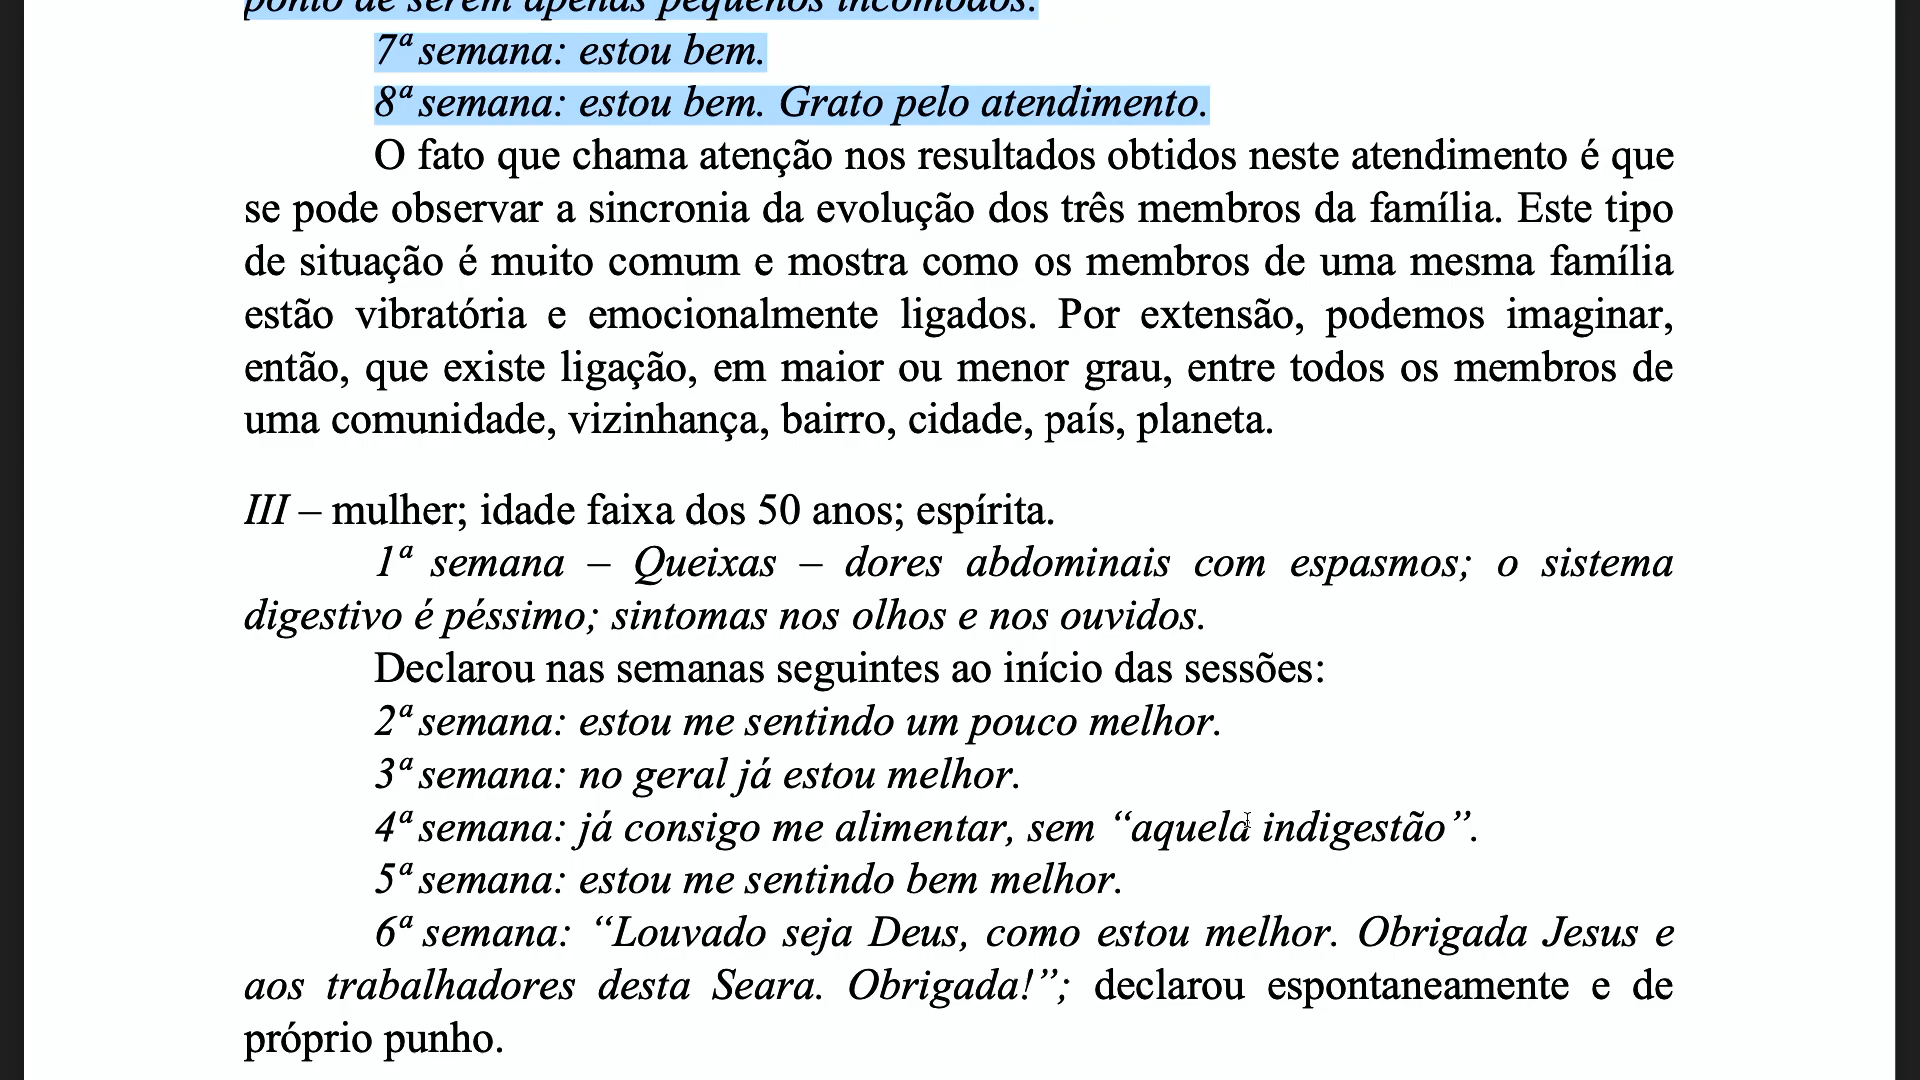 ponto de serem apenas pequenos incômodos.
7ª semana: estou bem.
8ª semana: estou bem. Grato pelo atendimento.
O fato que chama atenção nos resultados obtidos neste atendimento é que
se pode observar a sincronia da evolução dos três membros da família. Este tipo
de situação é muito comum e mostra como os membros de uma mesma família
estão vibratória e emocionalmente ligados. Por extensão, podemos imaginar,
então, que existe ligação, em maior ou menor grau, entre todos os membros de
uma comunidade, vizinhança, bairro, cidade, país, planeta.
III – mulher; idade faixa dos 50 anos; espírita.
1ª semana – Queixas – dores abdominais com espasmos; o sistema
digestivo é péssimo; sintomas nos olhos e nos ouvidos.
Declarou nas semanas seguintes ao início das sessões:
2ª semana: estou me sentindo um pouco melhor.
3ª semana: no geral já estou melhor.
4ª semana: já consigo me alimentar, sem “aquela indigestão”.
5ª semana: estou me sentindo bem melhor.
6ª semana: “Louvado seja Deus, como estou melhor. Obrigada Jesus e
aos trabalhadores desta Seara. Obrigada!”; declarou espontaneamente e de
próprio punho.